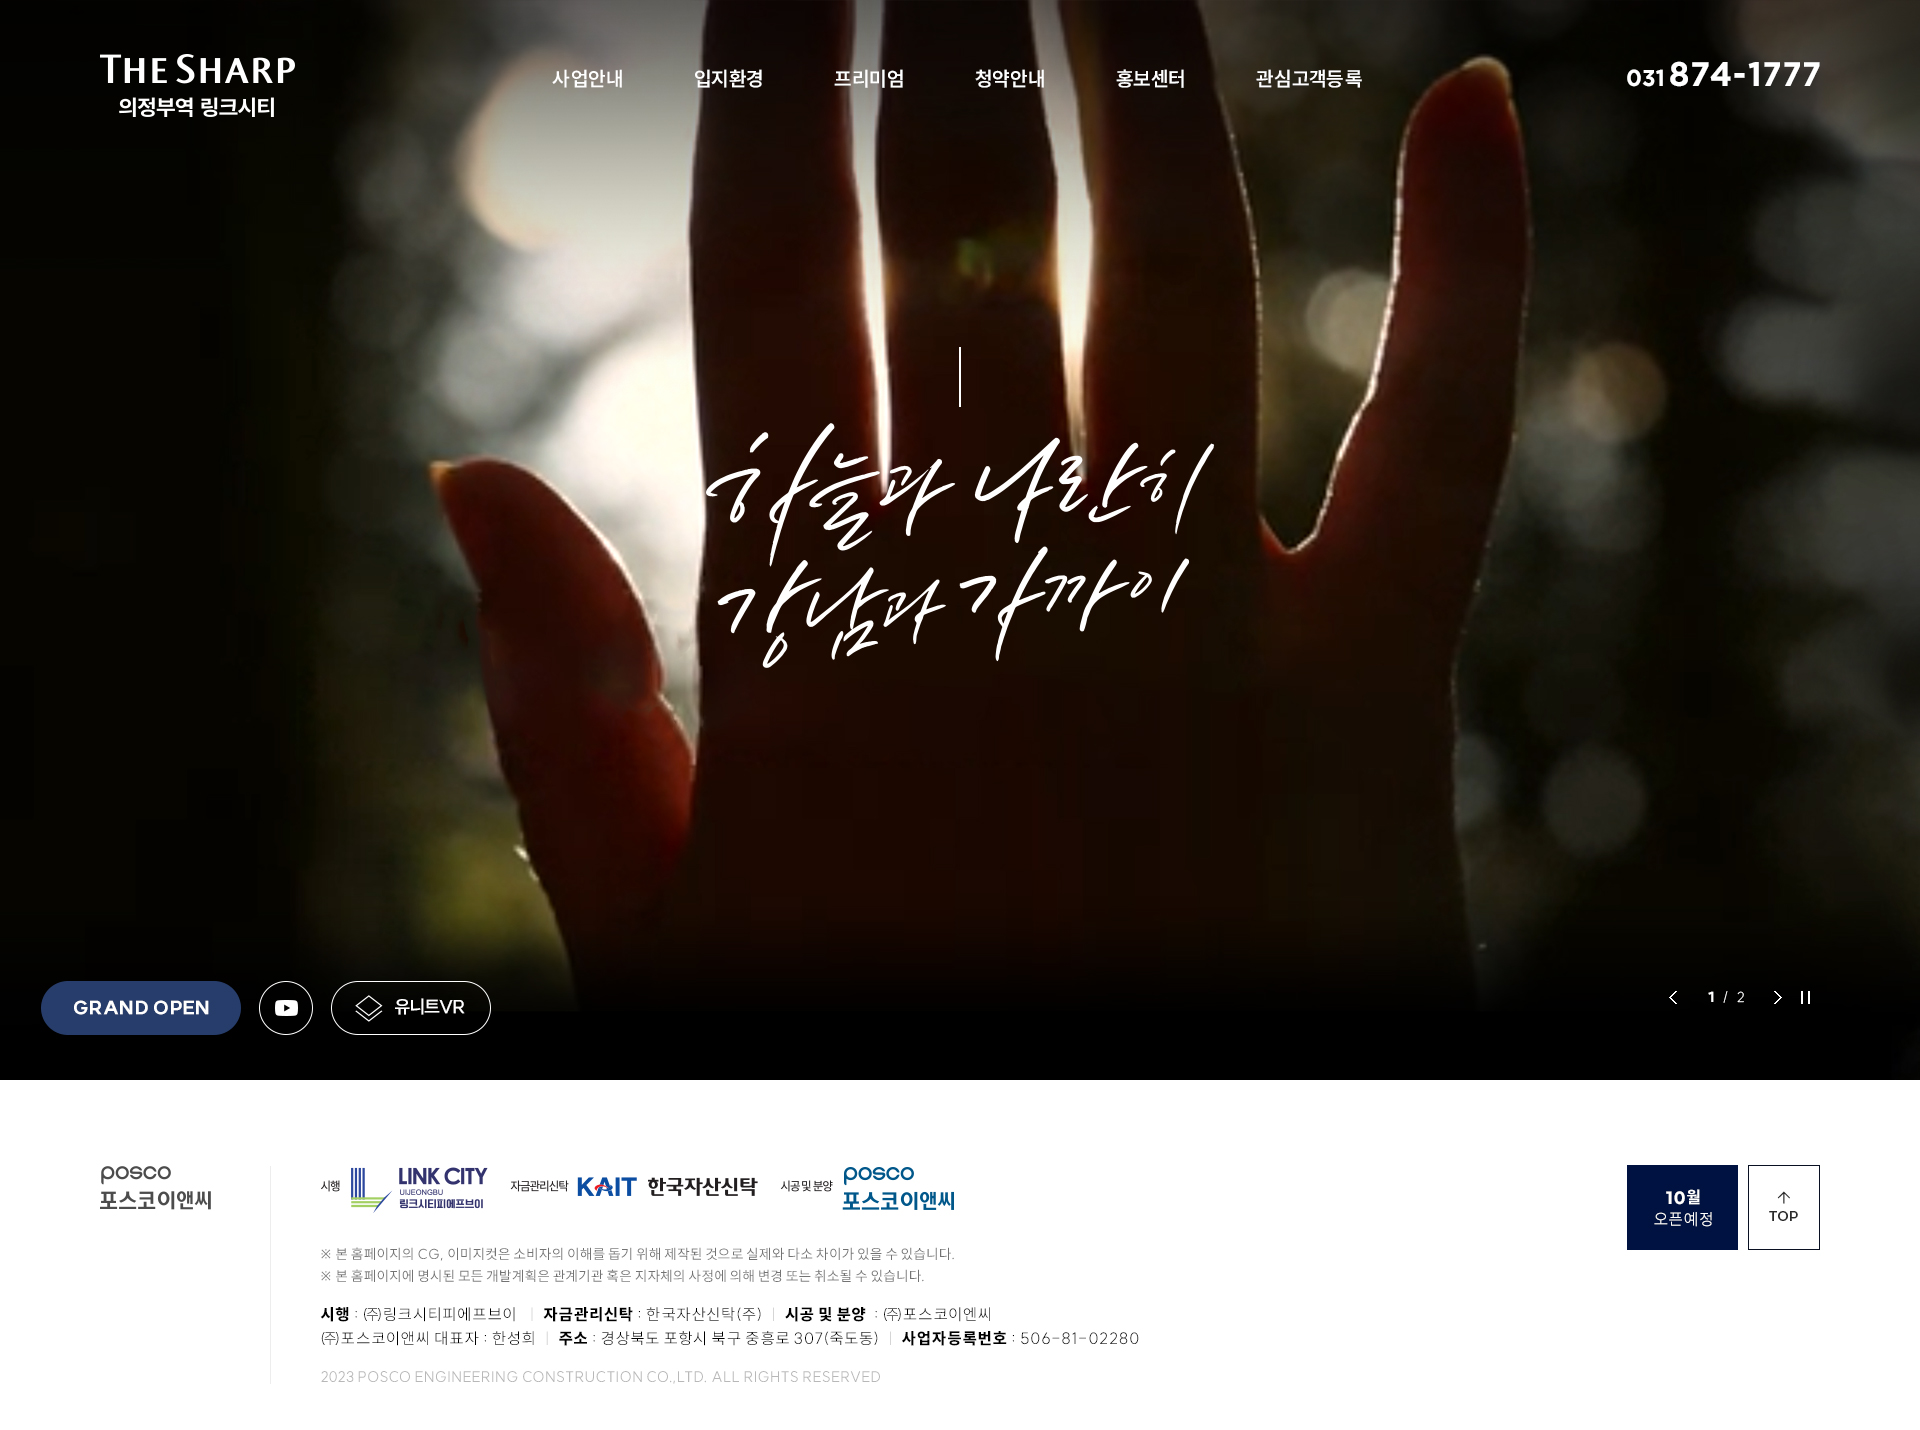 THE SHARP
의정부역 링크시티
사업안내
입지환경
프리미엄
청약안내
홍보센터
관심고객등록
031 874-1777
하늘과 나란히
강남과 가까이
GRAND OPEN
유니트VR
1 / 2
posco
포스코이앤씨
시행
LINK CITY
UIJEONGBU
링크시티피에프브이
자금관리신탁
KAIT 한국자산신탁
시공 및 분양
posco
포스코이앤씨
10월
오픈예정
TOP
※ 본 홈페이지의 CG, 이미지컷은 소비자의 이해를 돕기 위해 제작된 것으로 실제와 다소 차이가 있을 수 있습니다.
※ 본 홈페이지에 명시된 모든 개발계획은 관계기관 혹은 지자체의 사정에 의해 변경 또는 취소될 수 있습니다.
시행 : ㈜링크시티피에프브이 | 자금관리신탁 : 한국자산신탁(주) | 시공 및 분양 : ㈜포스코이엔씨
㈜포스코이앤씨 대표자 : 한성희 | 주소 : 경상북도 포항시 북구 중흥로 307(죽도동) | 사업자등록번호 : 506-81-02280
2023 POSCO ENGINEERING CONSTRUCTION CO.,LTD. ALL RIGHTS RESERVED